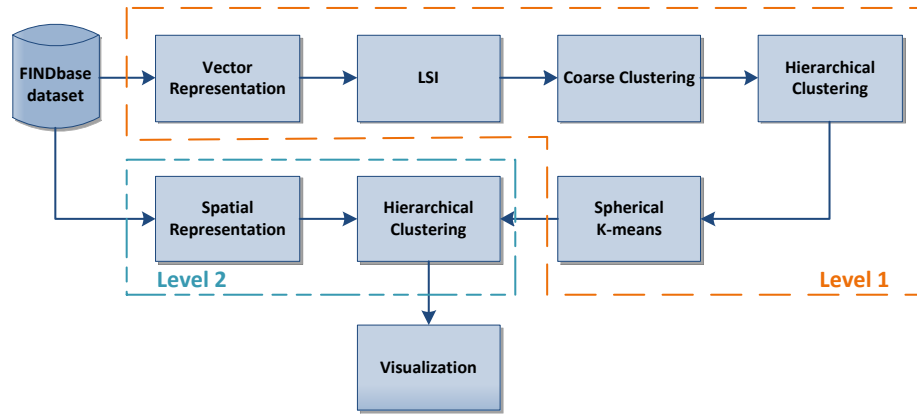 FINDbase
dataset
Vector
Representation
LSI
Coarse Clustering
Hierarchical
Clustering
Spatial
Representation
Hierarchical
Clustering
Spherical
K-means
Level 2
Level 1
Visualization